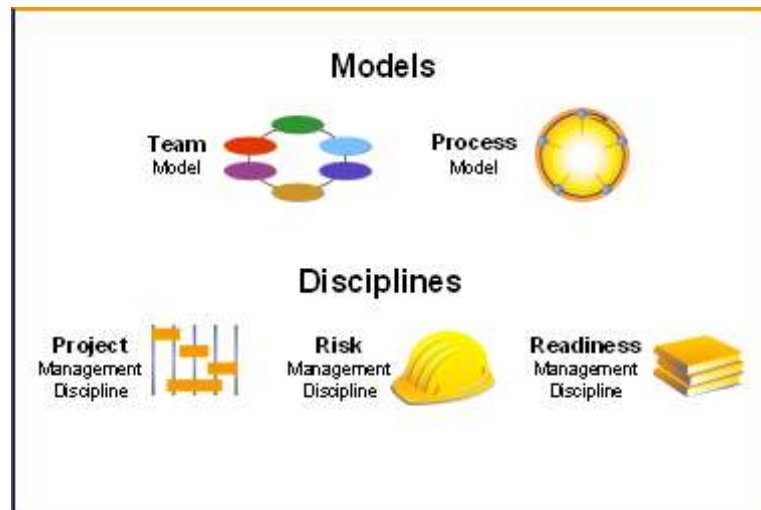 Models
Team
Model
Process
Model
Disciplines
Project
Management
Discipline
Risk
Management
Discipline
Readiness
Management
Discipline